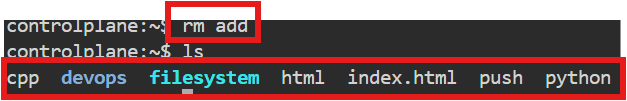 controlplane:~$ rm add
controlplane:~$ ls
cpp devops filesystem html index.html push python